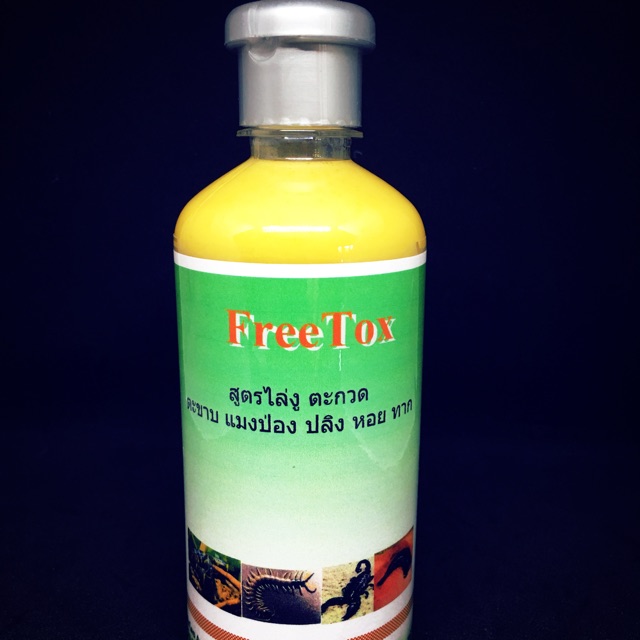 FreeTox
สูตรไล่งู ตะกวด
ตะขาบ แมงป่อง ปลิง หอย ทาก